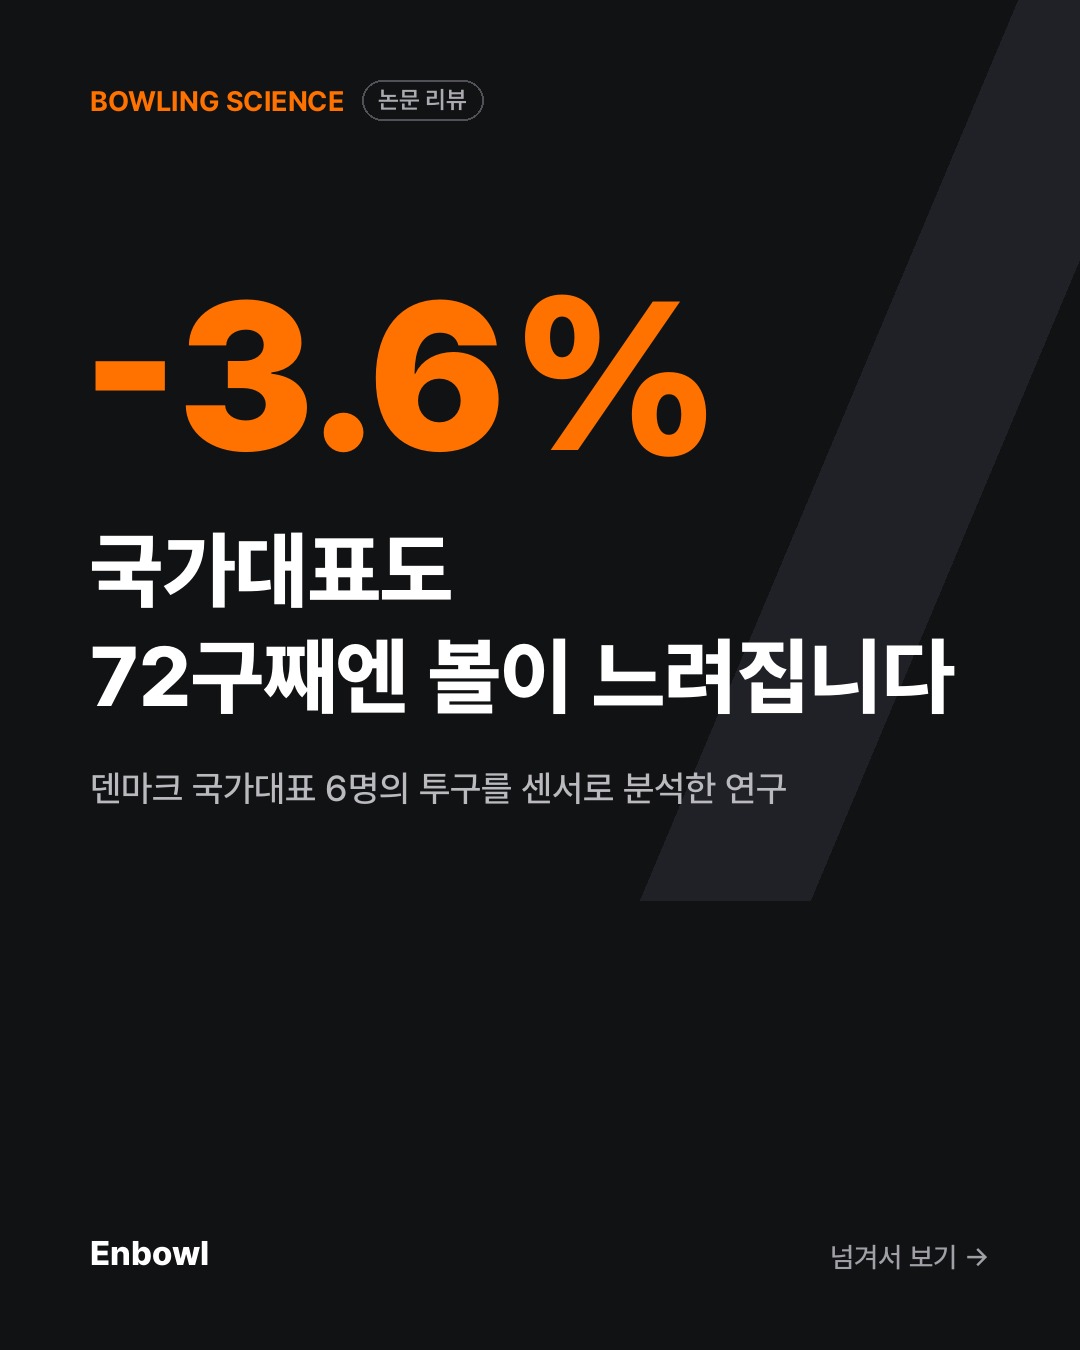 BOWLING SCIENCE 논문 리뷰
-3.6%
국가대표도
72구째엔 볼이 느려집니다
덴마크 국가대표 6명의 투구를 센서로 분석한 연구
Enbowl
넘겨서 보기 →